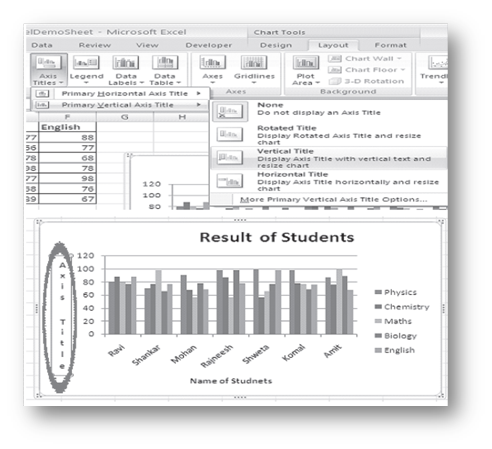 elDemoSheet - Microsoft Excel
Chart Tools
Data Review View Developer Design Layout Format
Axis Titles Legend Data Labels Data Table Axes Gridlines Plot Area Chart Wall Chart Floor 3-D Rotation Trendl
Axes Background
Primary Horizontal Axis Title
Primary Vertical Axis Title
None
Do not display an Axis Title
Rotated Title
Display Rotated Axis Title and resize chart
Vertical Title
Display Axis Title with vertical text and resize chart
Horizontal Title
Display Axis Title horizontally and resize chart
More Primary Vertical Axis Title Options...
F G H
English
77 88
66 77
78 68
98 78
77 98
68 76
89 67
120
100
80
Result of Students
Axis Title
120
100
80
60
40
20
0
Ravi Shankar Mohan Rajneesh Shweta Komal Amit
Name of Studnets
Physics
Chemistry
Maths
Biology
English